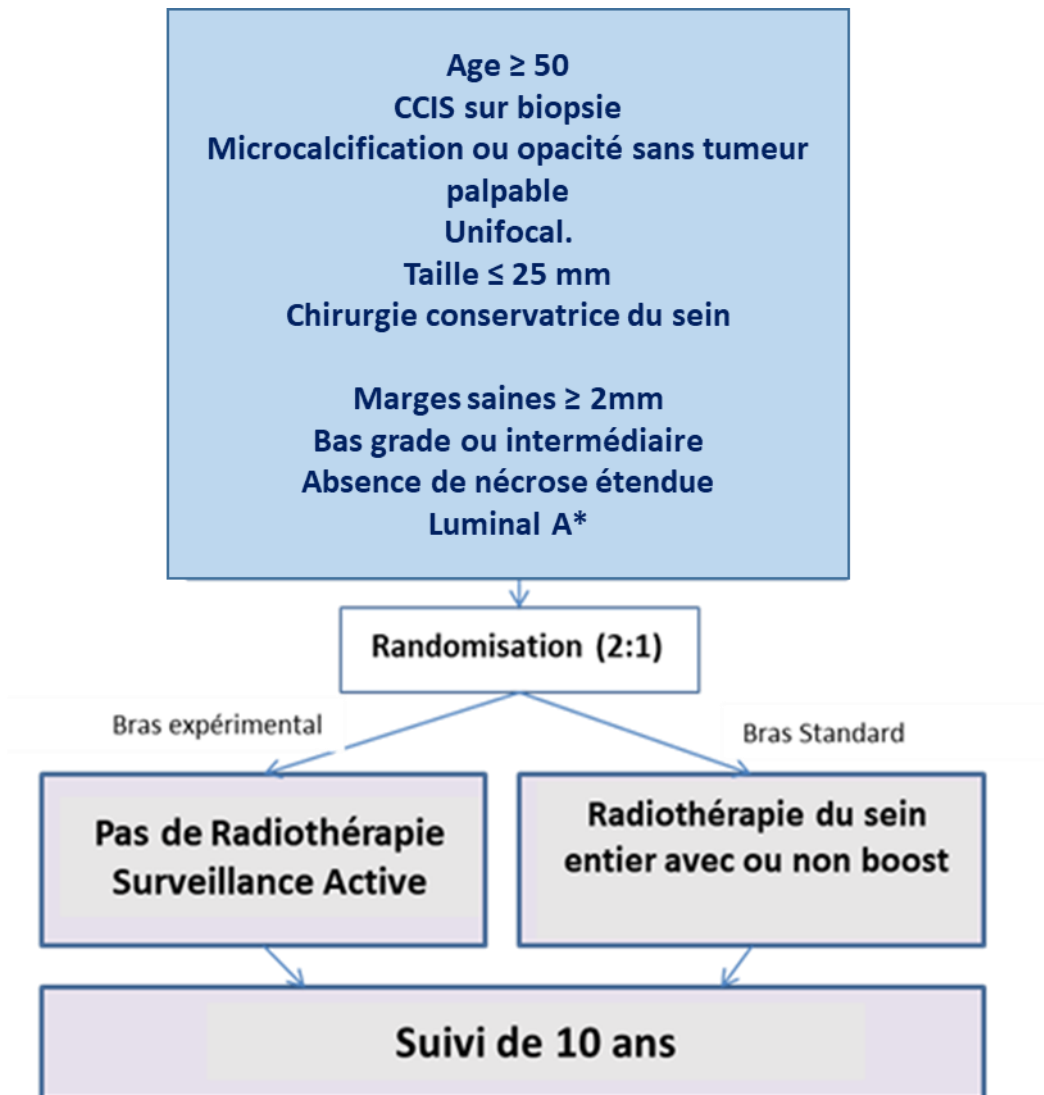 Age ≥ 50
CCIS sur biopsie
Microcalcification ou opacité sans tumeur
palpable
Unifocal.
Taille ≤ 25 mm
Chirurgie conservatrice du sein
Marges saines ≥ 2mm
Bas grade ou intermédiaire
Absence de nécrose étendue
Luminal A*
Randomisation (2:1)
Bras expérimental
Bras Standard
Pas de Radiothérapie
Surveillance Active
Radiothérapie du sein
entier avec ou non boost
Suivi de 10 ans